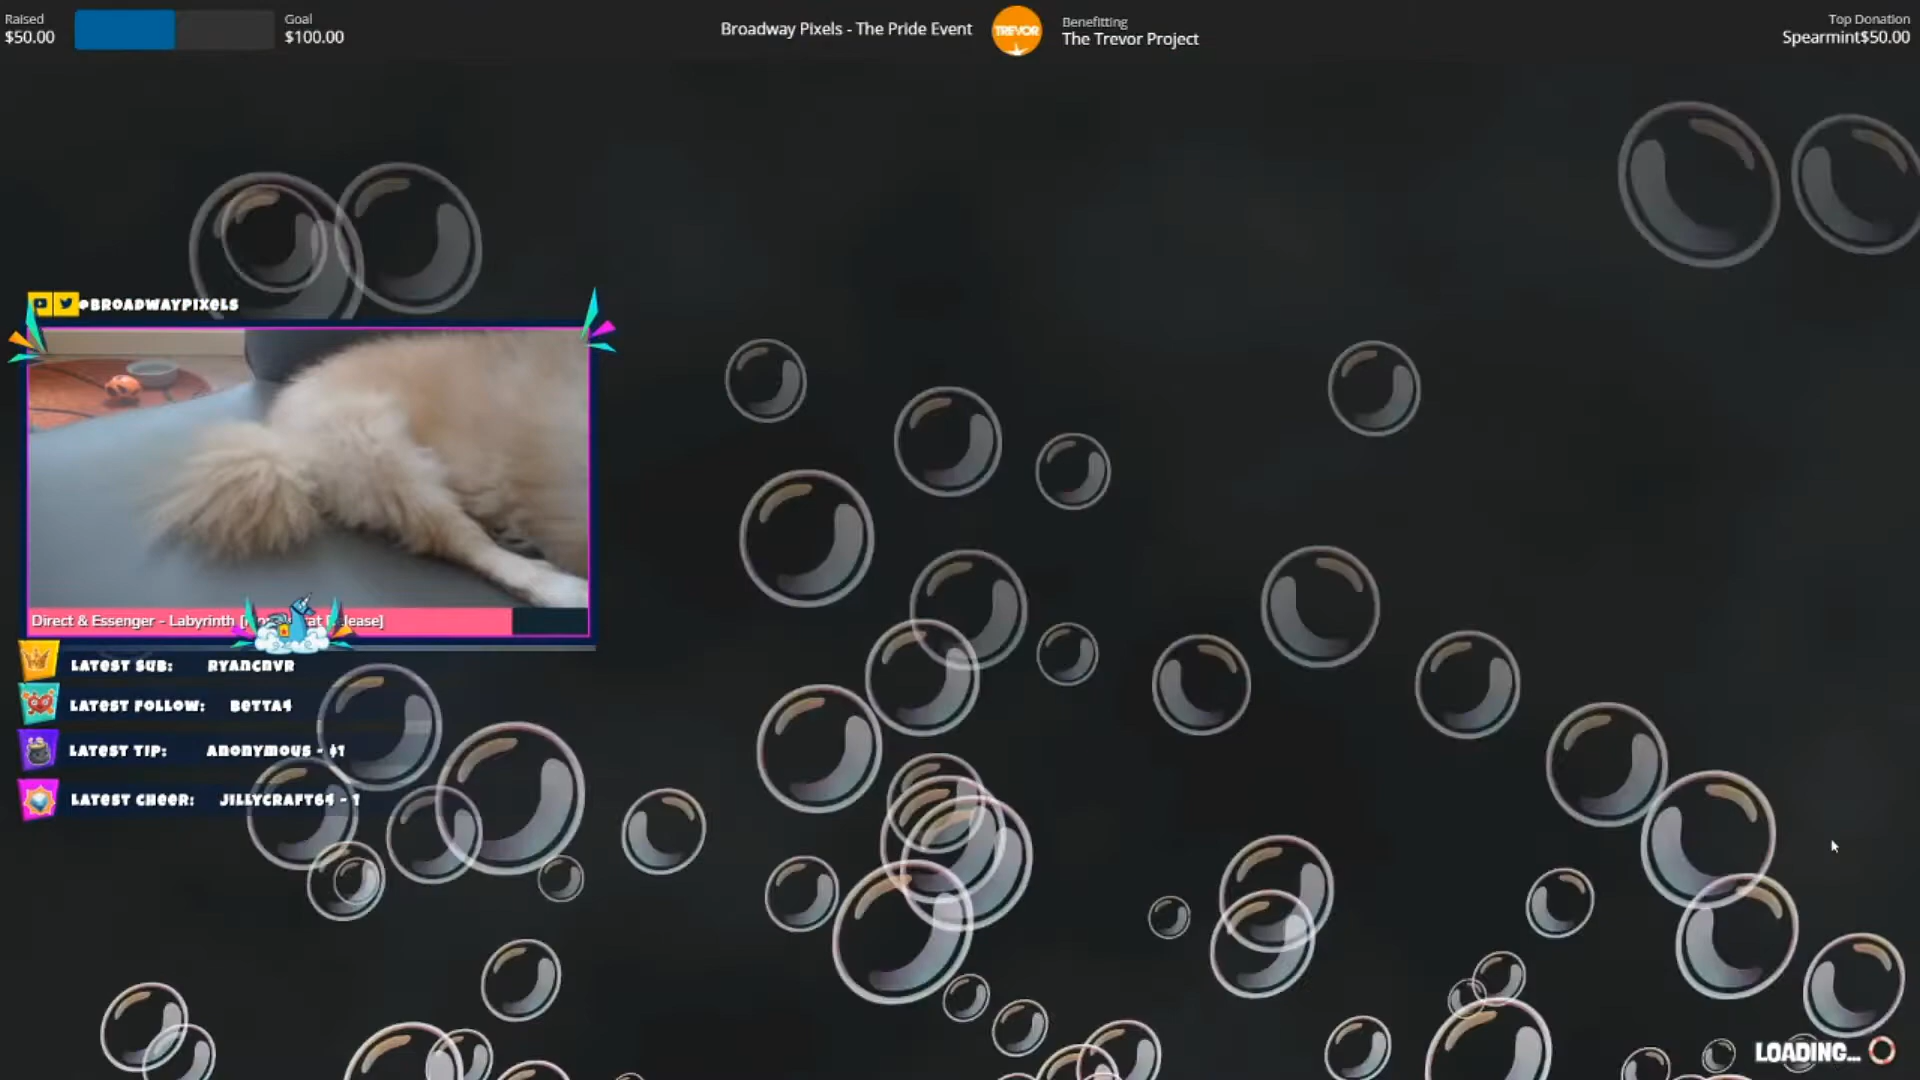 Raised
$50.00
Goal
$100.00
Broadway Pixels - The Pride Event
TREVOR
Benefitting
The Trevor Project
Top Donation
Spearmint$50.00
@BROADWAYPIXELS
Direct & Essenger - Labyrinth [
LATEST SUB: RYANCNVR
LATEST FOLLOW: BETTA4
LATEST TIP: ANONYMOUS - $1
LATEST CHEER: JILLYCRAFT64 - 1
LOADING...